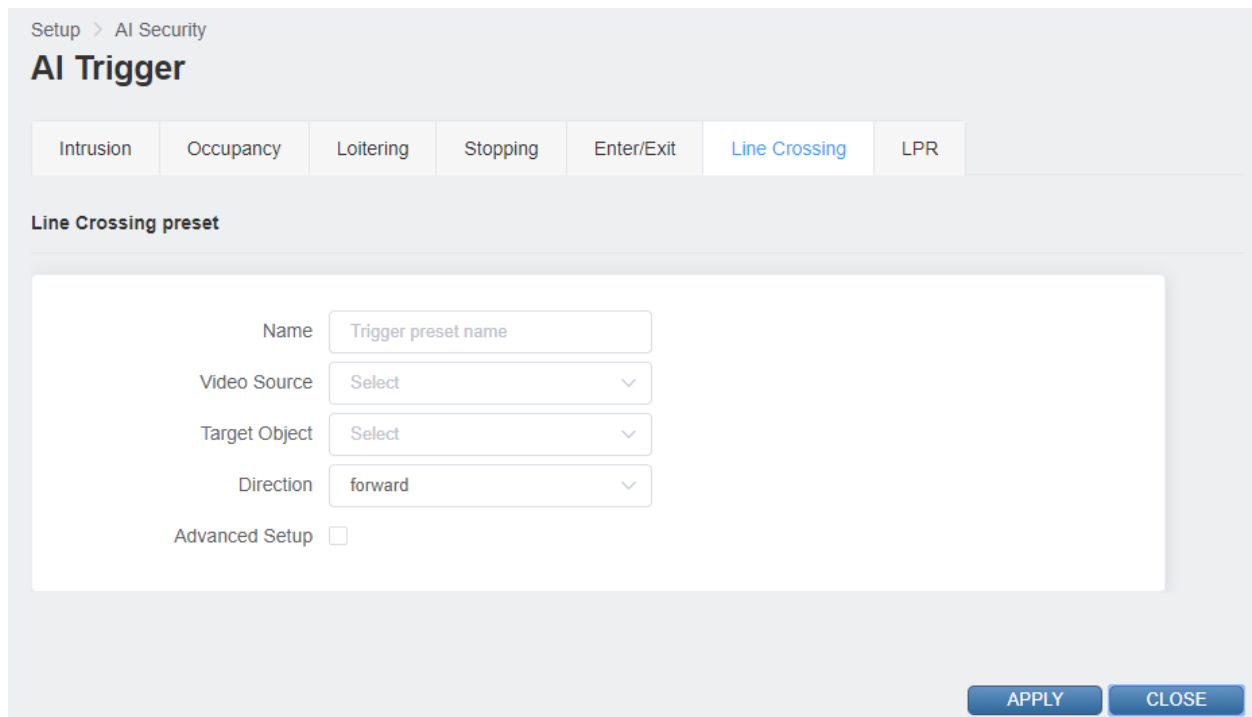 Setup > AI Security
AI Trigger
Intrusion Occupancy Loitering Stopping Enter/Exit Line Crossing LPR
Line Crossing preset
Name Trigger preset name
Video Source Select
Target Object Select
Direction forward
Advanced Setup
APPLY CLOSE